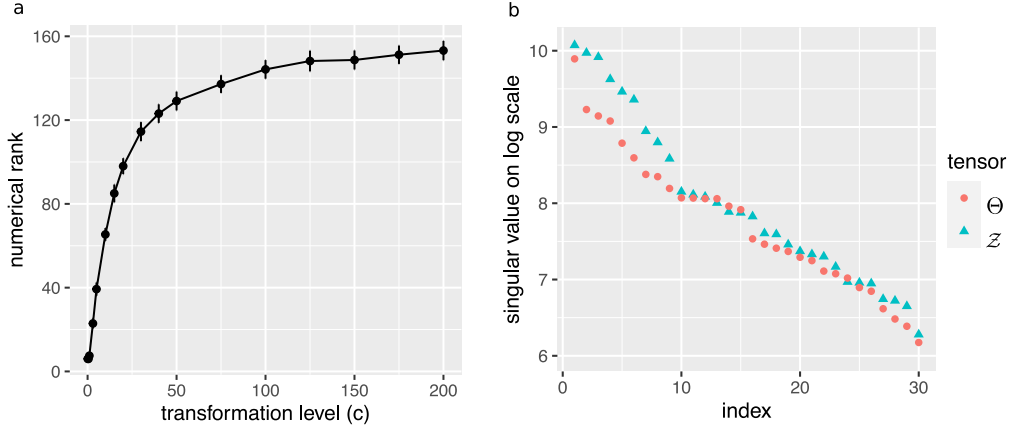 a
numerical rank
160
120
80
40
0
0 50 100 150 200
transformation level (c)
b
singular value on log scale
10
9
8
7
6
0 10 20 30
index
tensor
Θ
𝒵